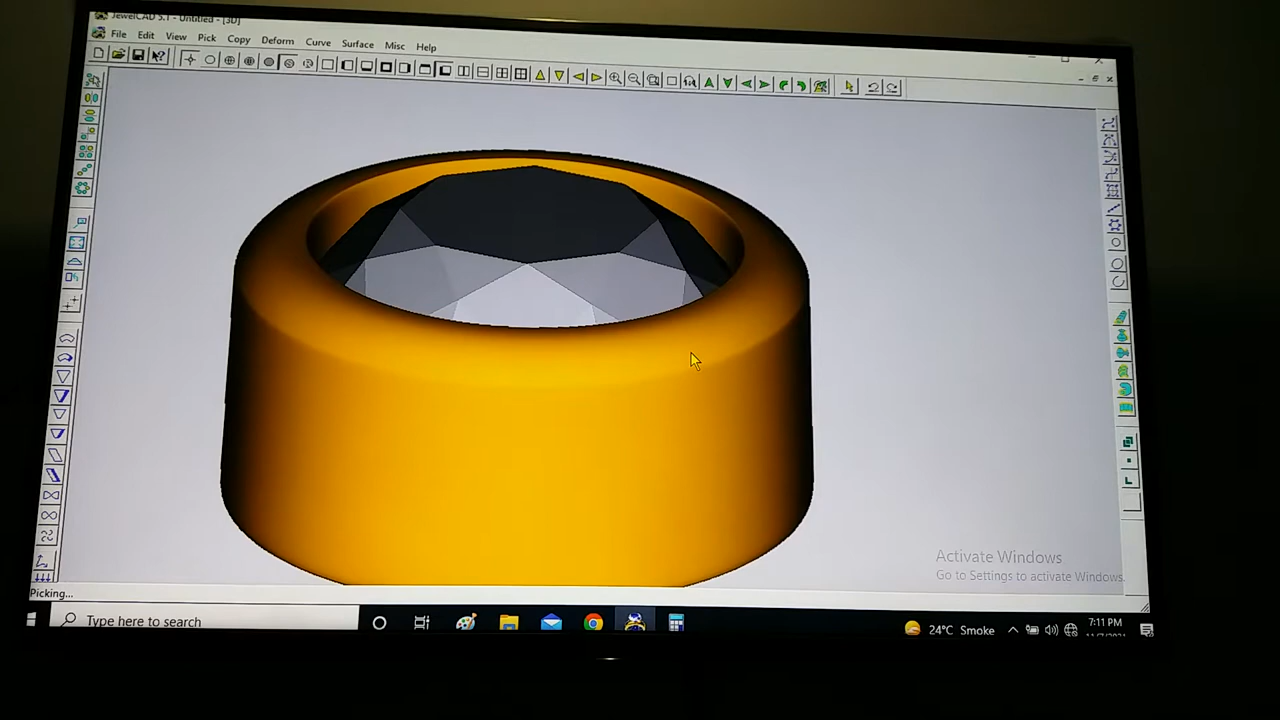 JewelCAD 5.1 - Untitled - [3D]
File Edit View Pick Copy Deform Curve Surface Misc Help
Activate Windows
Go to Settings to activate Windows.
Picking...
Type here to search
24°C Smoke
7:11 PM